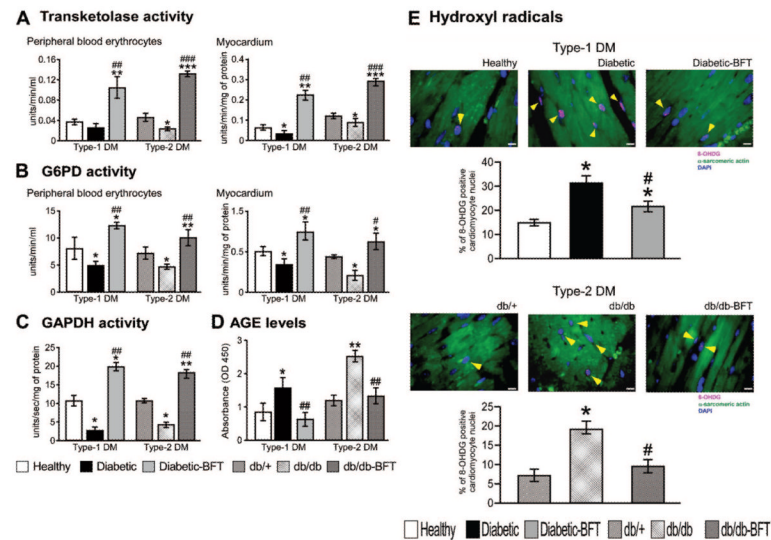 A Transketolase activity
Peripheral blood erythrocytes
units/min/ml
0.16
0.12
0.08
0.04
0
*
##
**
*
###
***
Type-1 DM
Type-2 DM
Myocardium
units/min/mg of protein
0.4
0.3
0.2
0.1
0
*
##
**
*
###
***
Type-1 DM
Type-2 DM
B G6PD activity
Peripheral blood erythrocytes
units/min/ml
15
10
5
0
*
##
*
*
##
**
Type-1 DM
Type-2 DM
Myocardium
units/min/mg of protein
1.5
0.5
0
*
##
*
*
#
*
Type-1 DM
Type-2 DM
C GAPDH activity
units/sec/mg of protein
25
20
15
10
5
0
*
##
*
*
##
**
Type-1 DM
Type-2 DM
D AGE levels
Absorbance (OD 450)
3
2
1
0
*
##
**
##
Type-1 DM
Type-2 DM
Healthy Diabetic Diabetic-BFT db/+ db/db db/db-BFT
E Hydroxyl radicals
Type-1 DM
Healthy Diabetic Diabetic-BFT
8-OHDG
α-sarcomeric actin
DAPI
% of 8-OHDG positive
cardiomyocyte nuclei
50
40
30
20
10
0
*
#
*
Type-2 DM
db/+ db/db db/db-BFT
8-OHDG
α-sarcomeric actin
DAPI
% of 8-OHDG positive
cardiomyocyte nuclei
25
20
15
10
5
0
*
#
Healthy Diabetic Diabetic-BFT db/+ db/db db/db-BFT